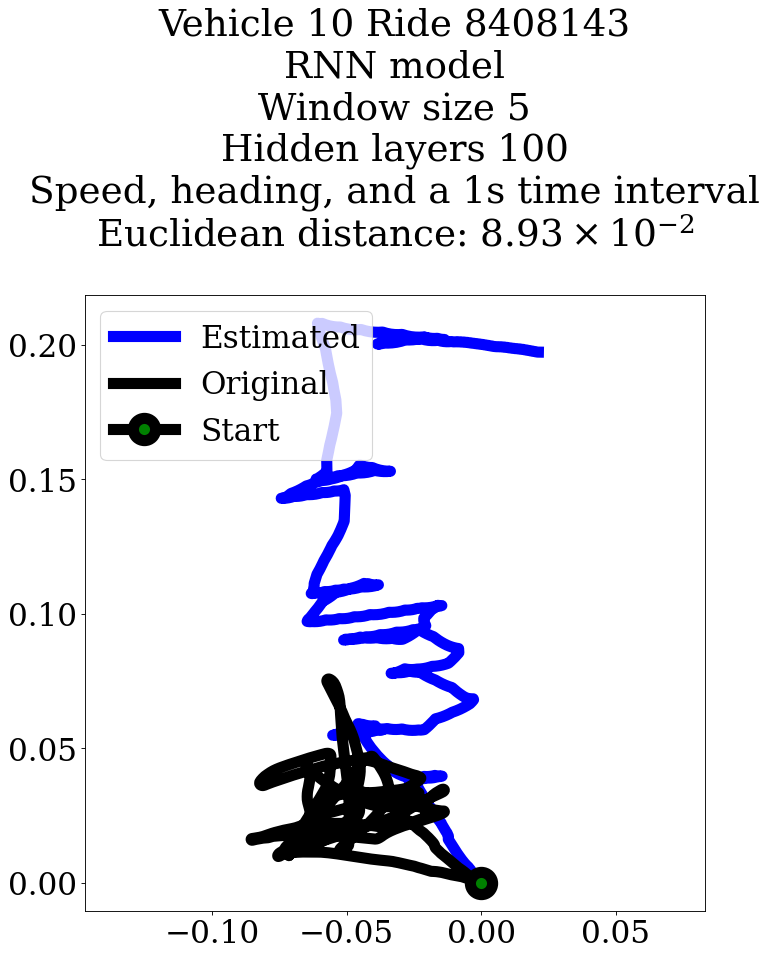 Vehicle 10 Ride 8408143
RNN model
Window size 5
Hidden layers 100
Speed, heading, and a 1s time interval
Euclidean distance: 8.93 × 10⁻²
Estimated
Original
Start
0.20
0.15
0.10
0.05
0.00
−0.10 −0.05 0.00 0.05